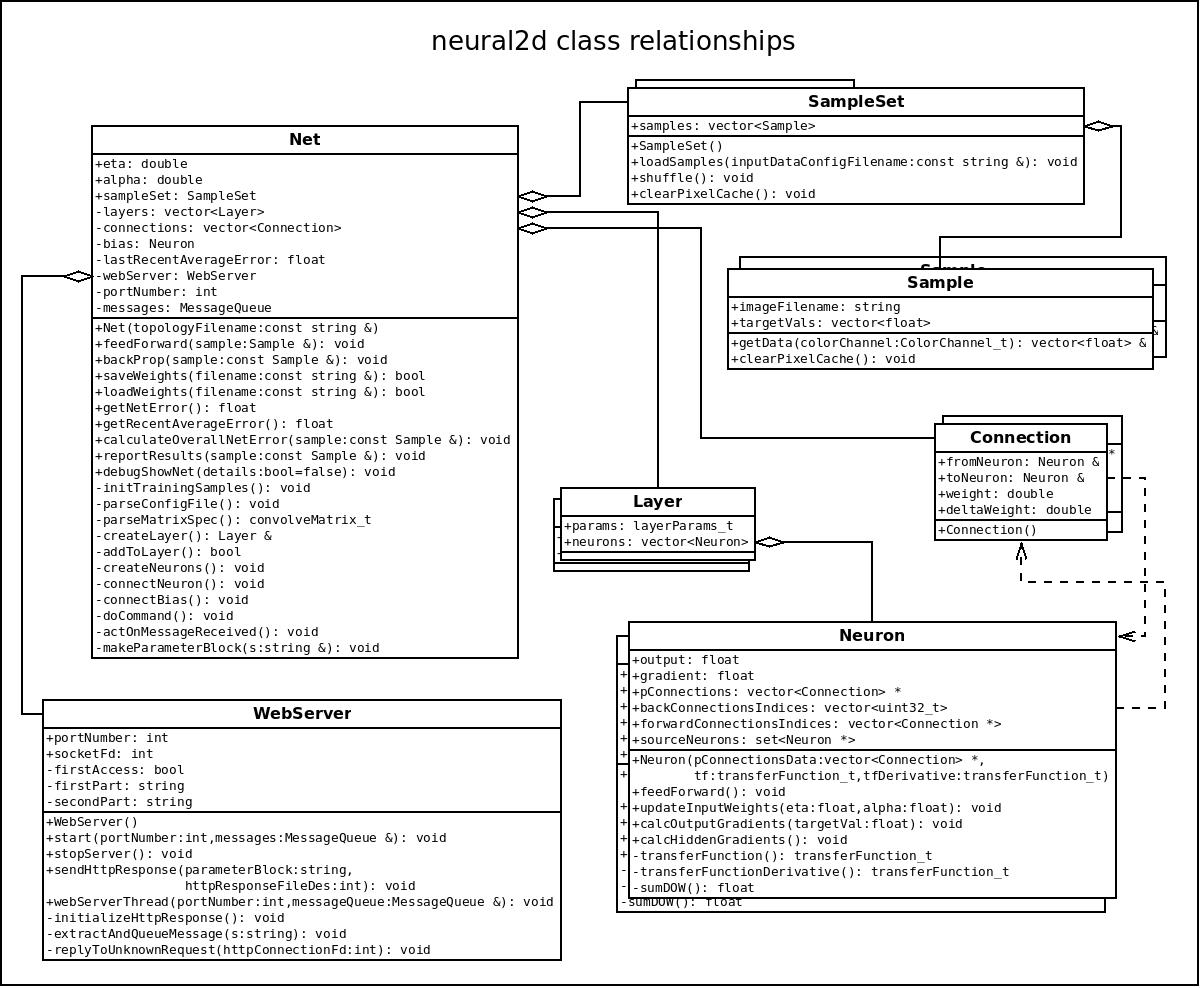 neural2d class relationships
Net
+eta: double
+alpha: double
+sampleSet: SampleSet
-layers: vector<Layer>
-connections: vector<Connection>
-bias: Neuron
-lastRecentAverageError: float
-webServer: WebServer
-portNumber: int
-messages: MessageQueue
+Net(topologyFilename:const string &)
+feedForward(sample:Sample &): void
+backProp(sample:const Sample &): void
+saveWeights(filename:const string &): bool
+loadWeights(filename:const string &): bool
+getNetError(): float
+getRecentAverageError(): float
+calculateOverallNetError(sample:const Sample &): void
+reportResults(sample:const Sample &): void
+debugShowNet(details:bool=false): void
-initTrainingSamples(): void
-parseConfigFile(): void
-parseMatrixSpec(): convolveMatrix_t
-createLayer(): Layer &
-addToLayer(): bool
-createNeurons(): void
-connectNeuron(): void
-connectBias(): void
-doCommand(): void
-actOnMessageReceived(): void
-makeParameterBlock(s:string &): void
SampleSet
+samples: vector<Sample>
+SampleSet()
+loadSamples(inputDataConfigFilename:const string &): void
+shuffle(): void
+clearPixelCache(): void
Sample
Sample
+imageFilename: string
+targetVals: vector<float>
+getData(colorChannel:ColorChannel_t): vector<float> &
+clearPixelCache(): void
&
Connection
+fromNeuron: Neuron &
+toNeuron: Neuron &
+weight: double
+deltaWeight: double
+Connection()
*
Layer
+params: layerParams_t
+neurons: vector<Neuron>
Neuron
+output: float
+gradient: float
+pConnections: vector<Connection> *
+backConnectionsIndices: vector<uint32_t>
+forwardConnectionsIndices: vector<Connection *>
+sourceNeurons: set<Neuron *>
+Neuron(pConnectionsData:vector<Connection> *,
tf:transferFunction_t,tfDerivative:transferFunction_t)
+feedForward(): void
+updateInputWeights(eta:float,alpha:float): void
+calcOutputGradients(targetVal:float): void
+calcHiddenGradients(): void
-transferFunction(): transferFunction_t
-transferFunctionDerivative(): transferFunction_t
-sumDOW(): float
-sumDOW(): float
WebServer
+portNumber: int
+socketFd: int
-firstAccess: bool
-firstPart: string
-secondPart: string
+WebServer()
+start(portNumber:int,messages:MessageQueue &): void
+stopServer(): void
+sendHttpResponse(parameterBlock:string,
httpResponseFileDes:int): void
+webServerThread(portNumber:int,messageQueue:MessageQueue &): void
-initializeHttpResponse(): void
-extractAndQueueMessage(s:string): void
-replyToUnknownRequest(httpConnectionFd:int): void